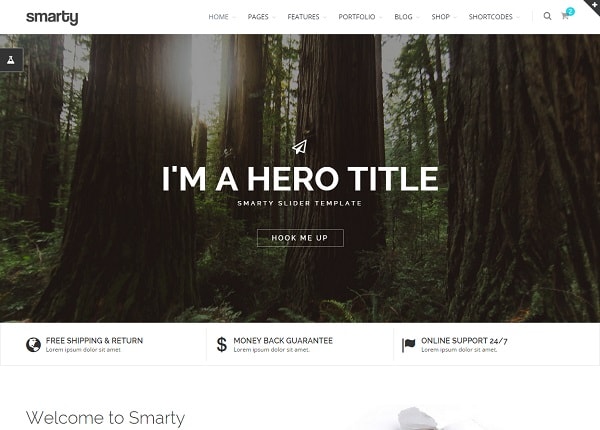 smarty
HOME PAGES FEATURES PORTFOLIO BLOG SHOP SHORTCODES
2
I'M A HERO TITLE
SMARTY SLIDER TEMPLATE
HOOK ME UP
FREE SHIPPING & RETURN
Lorem ipsum dolor sit amet
MONEY BACK GUARANTEE
Lorem ipsum dolor sit amet.
ONLINE SUPPORT 24/7
Lorem ipsum dolor sit amet.
Welcome to Smarty